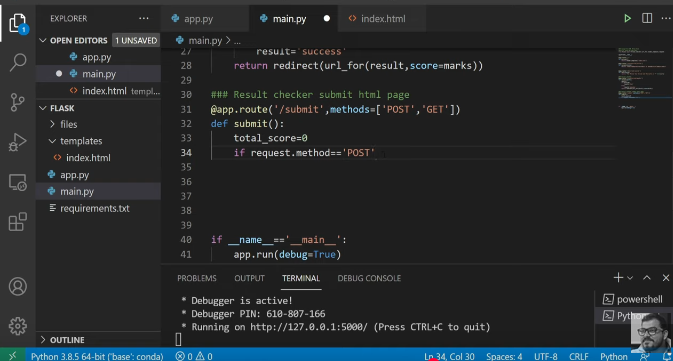 EXPLORER
OPEN EDITORS 1 UNSAVED
app.py
main.py
index.html templ...
FLASK
files
templates
index.html
app.py
main.py
requirements.txt
OUTLINE
app.py
main.py
index.html
main.py > ...
27 result='success'
28 return redirect(url_for(result,score=marks))
29
30 ### Result checker submit html page
31 @app.route('/submit',methods=['POST','GET'])
32 def submit():
33 total_score=0
34 if request.method=='POST'
35
36
37
38
39
40 if __name__=='__main__':
41 app.run(debug=True)
PROBLEMS OUTPUT TERMINAL DEBUG CONSOLE
* Debugger is active!
* Debugger PIN: 610-807-166
* Running on http://127.0.0.1:5000/ (Press CTRL+C to quit)
powershell
Python 3.8.5 64-bit ('base': conda) 0 0 Ln 34, Col 30 Spaces: 4 UTF-8 CRLF Python